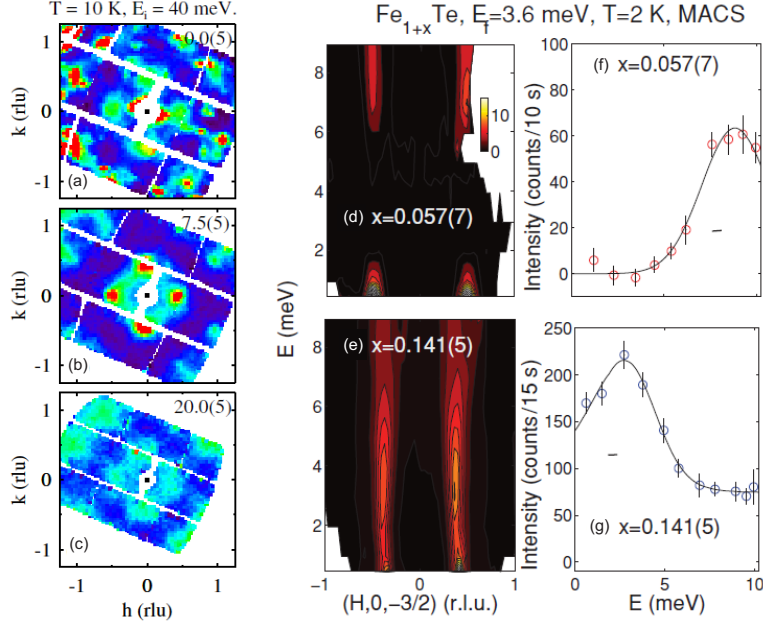 T = 10 K, E_i = 40 meV.
0.0(5)
k (rlu)
1
0
-1
(a)
7.5(5)
k (rlu)
1
0
-1
(b)
20.0(5)
k (rlu)
1
0
-1
(c)
-1 0 1
h (rlu)
Fe_{1+x}Te, E_f=3.6 meV, T=2 K, MACS
8
6
4
2
10
0
(d) x=0.057(7)
E (meV)
8
6
4
2
(e) x=0.141(5)
-1 0 1
(H,0,-3/2) (r.l.u.)
(f) x=0.057(7)
Intensity (counts/10 s)
100
80
60
40
20
0
Intensity (counts/15 s)
250
200
150
100
50
0
(g) x=0.141(5)
0 5 10
E (meV)